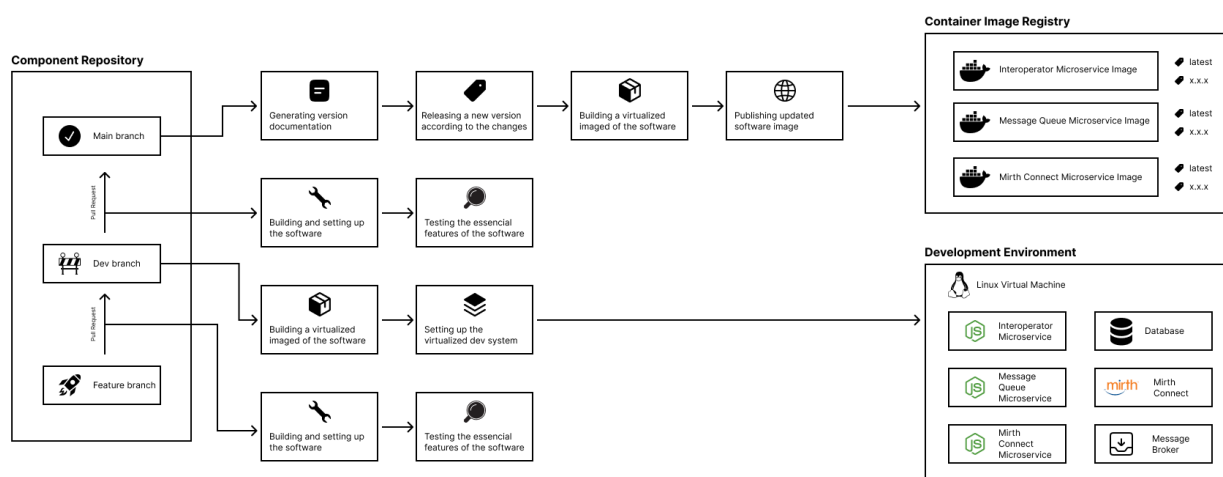 Container Image Registry
Interoperator Microservice Image
latest
x.x.x
Message Queue Microservice Image
latest
x.x.x
Mirth Connect Microservice Image
latest
x.x.x
Component Repository
Main branch
Pull Request
Dev branch
Pull Request
Feature branch
Generating version
documentation
Releasing a new version
according to the changes
Building a virtualized
imaged of the software
Publishing updated
software image
Building and setting up
the software
Testing the essencial
features of the software
Building a virtualized
imaged of the software
Setting up the
virtualized dev system
Building and setting up
the software
Testing the essencial
features of the software
Development Environment
Linux Virtual Machine
JS
Interoperator
Microservice
Database
JS
Message
Queue
Microservice
mirth
Mirth
Connect
JS
Mirth
Connect
Microservice
Message
Broker